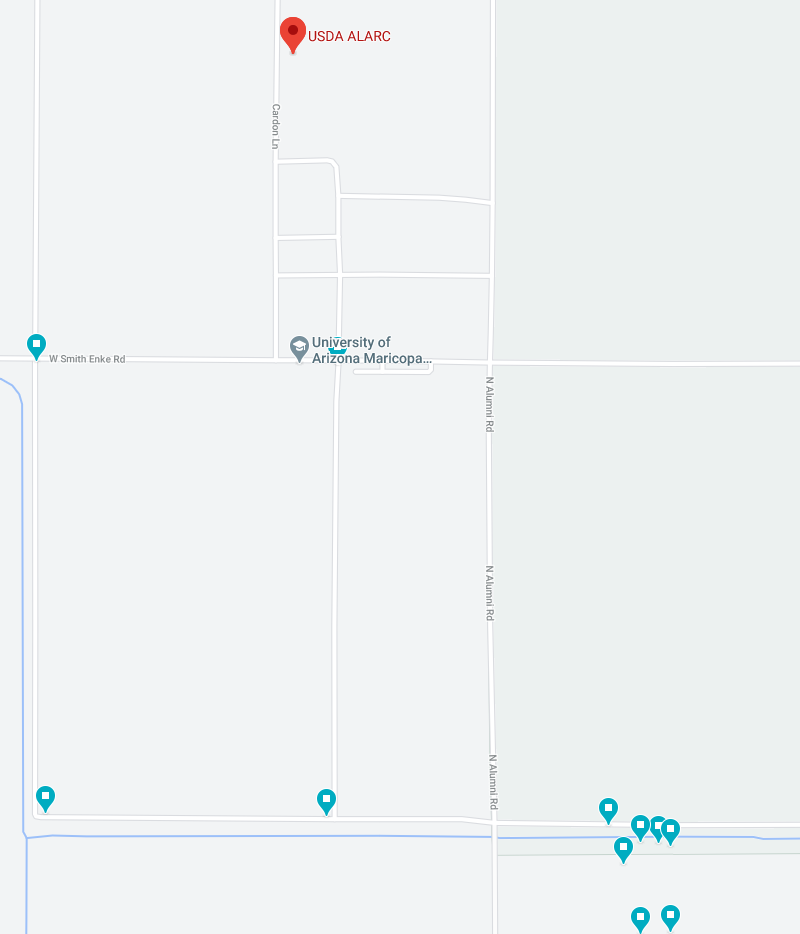 USDA ALARC
Cardon Ln
University of
Arizona Maricopa...
W Smith Enke Rd
N Alumni Rd
N Alumni Rd
N Alumni Rd